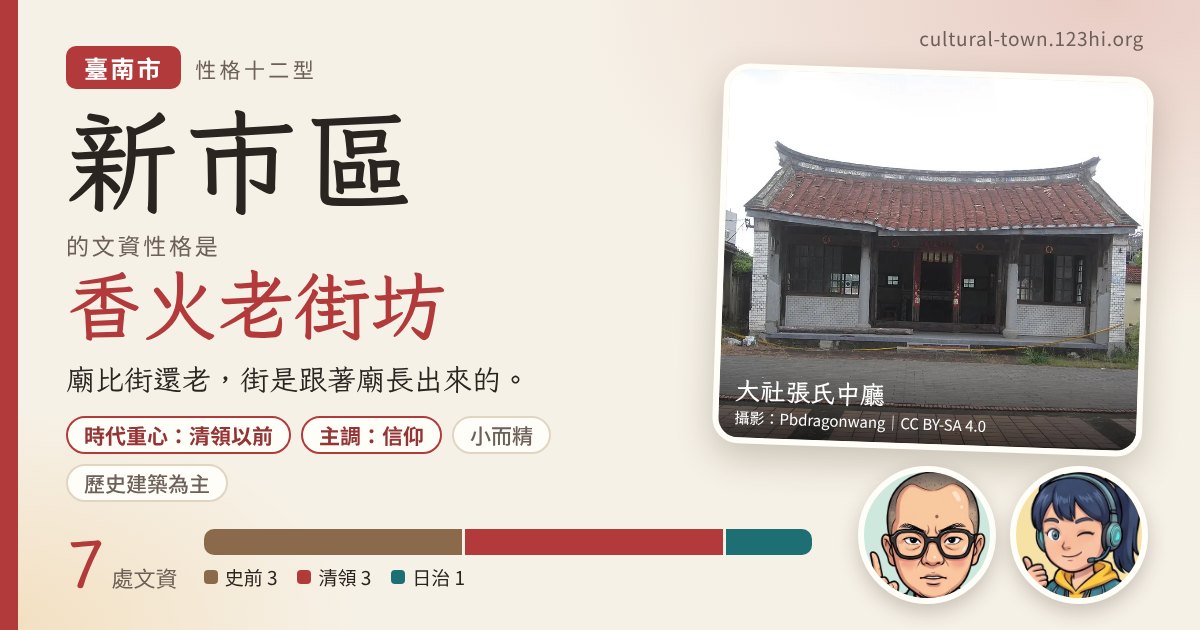 cultural-town.123hi.org
臺南市 性格十二型
新市區
的文資性格是
香火老街坊
廟比街還老，街是跟著廟長出來的。
時代重心：清領以前 主調：信仰 小而精
歷史建築為主
大社張氏中廳
攝影：Pbdragonwang｜CC BY-SA 4.0
7 處文資
史前 3 清領 3 日治 1